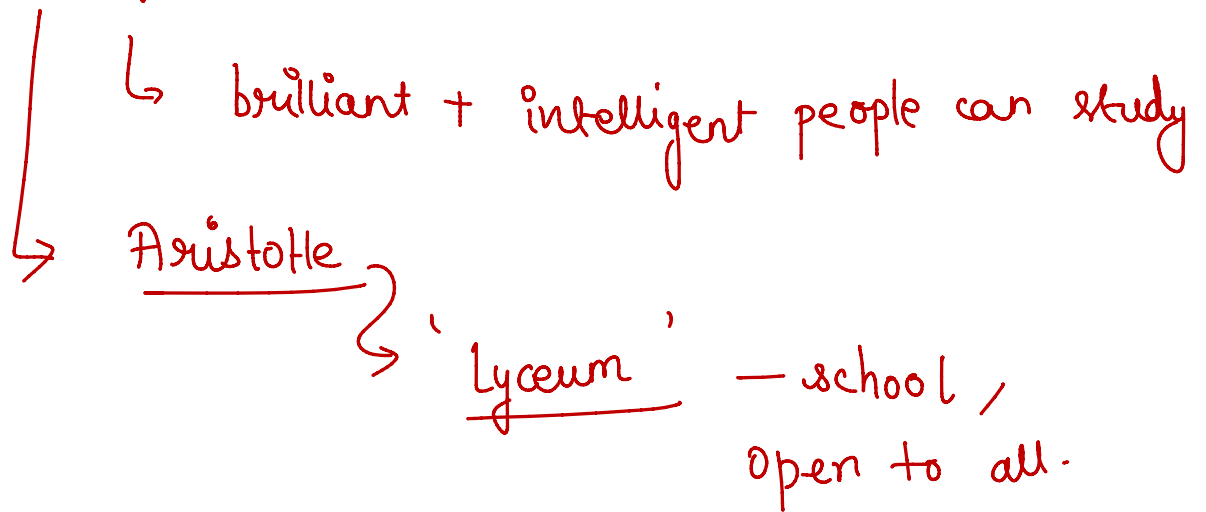 brilliant + intelligent people can study
Aristotle
'Lyceum' – school,
open to all.